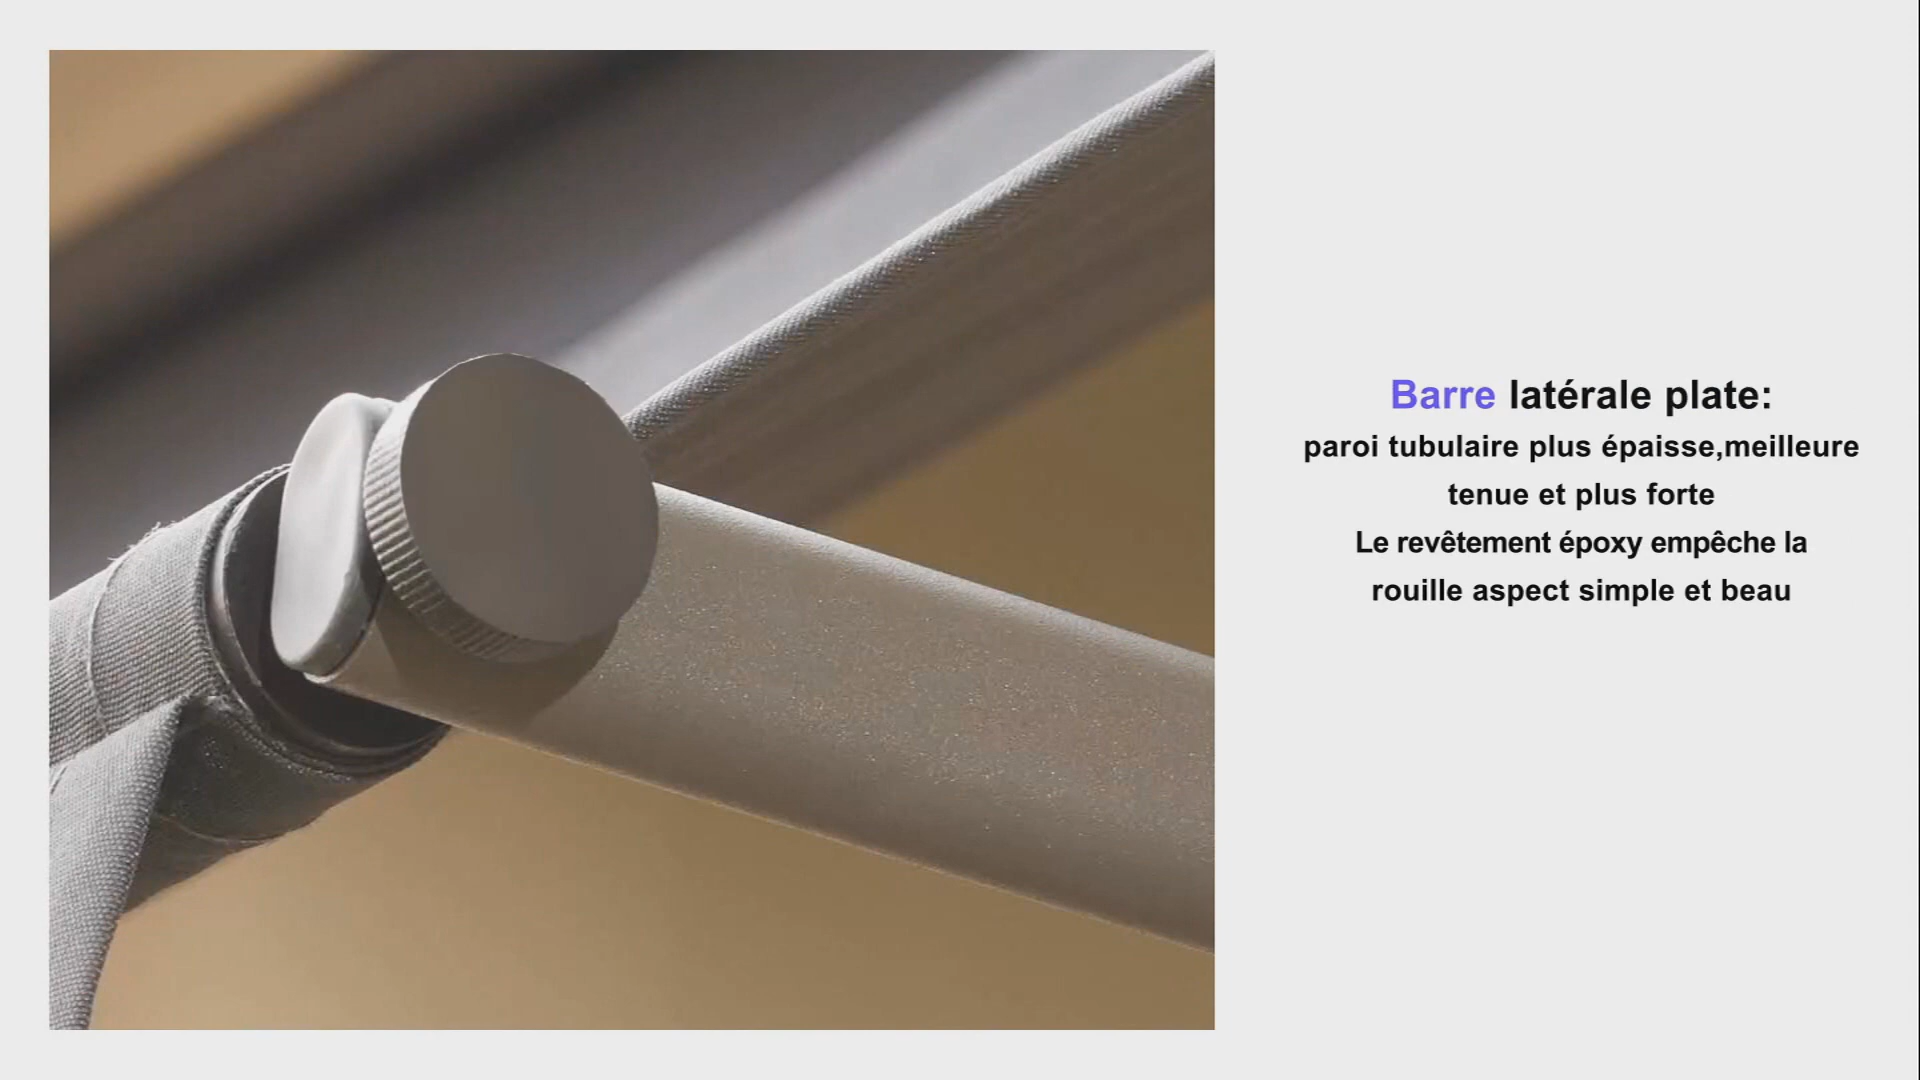 Barre latérale plate:
paroi tubulaire plus épaisse,meilleure
tenue et plus forte
Le revêtement époxy empêche la
rouille aspect simple et beau